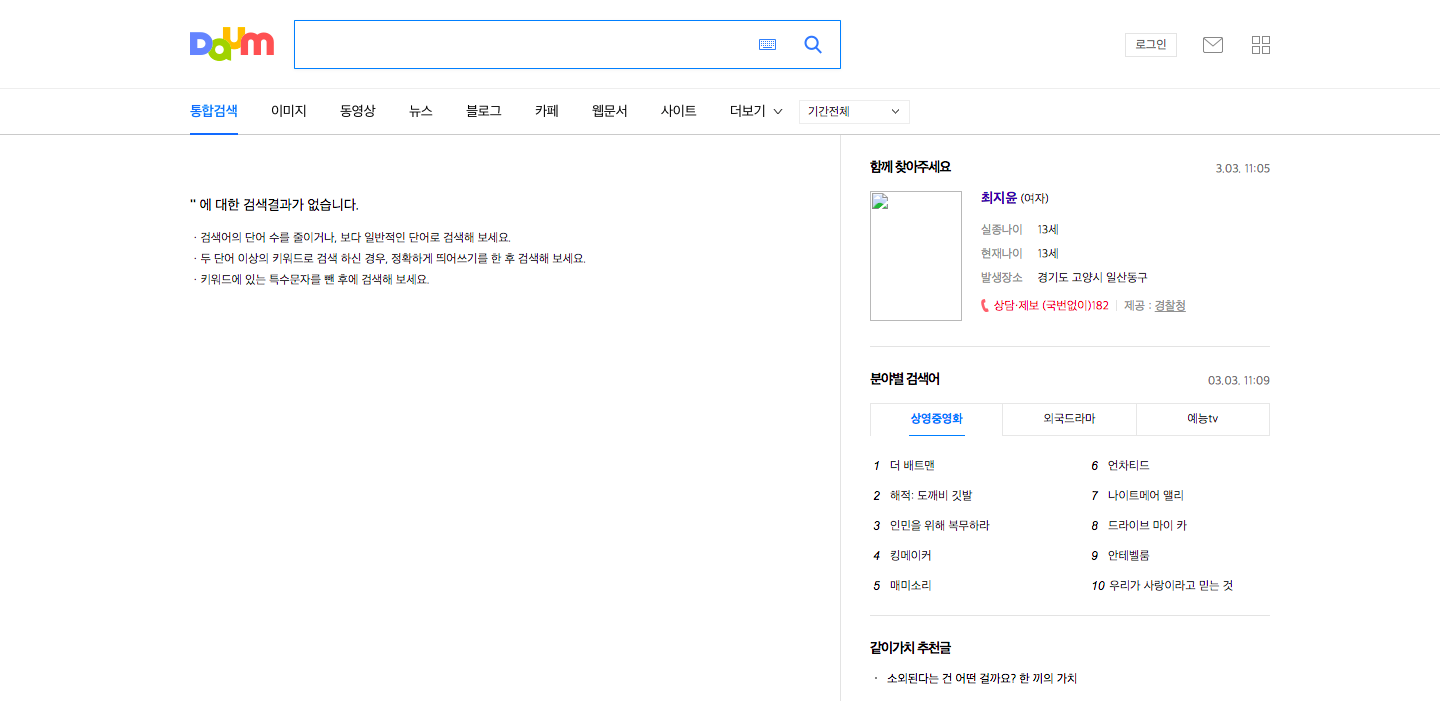 Daum
로그인
통합검색 이미지 동영상 뉴스 블로그 카페 웹문서 사이트 더보기 기간전체
'' 에 대한 검색결과가 없습니다.
· 검색어의 단어 수를 줄이거나, 보다 일반적인 단어로 검색해 보세요.
· 두 단어 이상의 키워드로 검색 하신 경우, 정확하게 띄어쓰기를 한 후 검색해 보세요.
· 키워드에 있는 특수문자를 뺀 후에 검색해 보세요.
함께 찾아주세요 3.03. 11:05
최지윤 (여자)
실종나이 13세
현재나이 13세
발생장소 경기도 고양시 일산동구
상담·제보 (국번없이)182 제공 : 경찰청
분야별 검색어 03.03. 11:09
상영중영화 외국드라마 예능tv
1 더 배트맨
2 해적: 도깨비 깃발
3 인민을 위해 복무하라
4 킹메이커
5 매미소리
6 언차티드
7 나이트메어 앨리
8 드라이브 마이 카
9 안테벨룸
10 우리가 사랑이라고 믿는 것
같이가치 추천글
· 소외된다는 건 어떤 걸까요? 한 끼의 가치